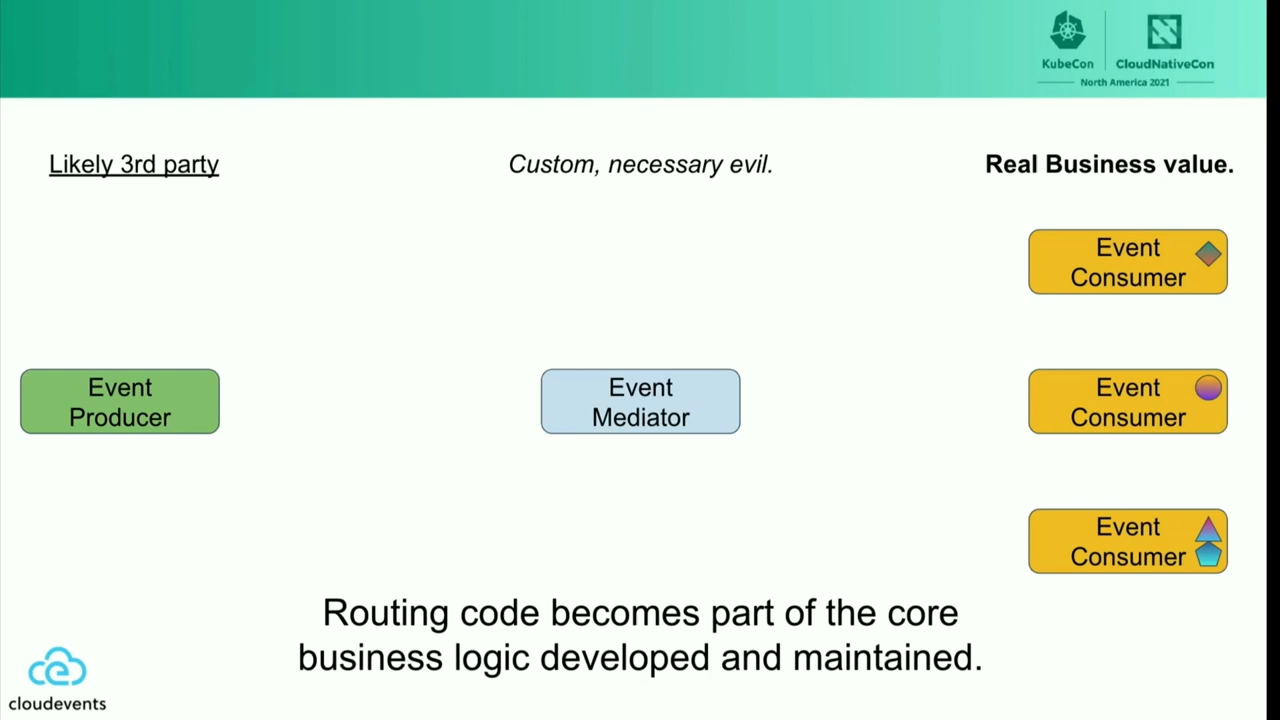 KubeCon
CloudNativeCon
North America 2021
Likely 3rd party
Custom, necessary evil.
Real Business value.
Event
Consumer
Event
Producer
Event
Mediator
Event
Consumer
Event
Consumer
Routing code becomes part of the core
business logic developed and maintained.
cloudevents